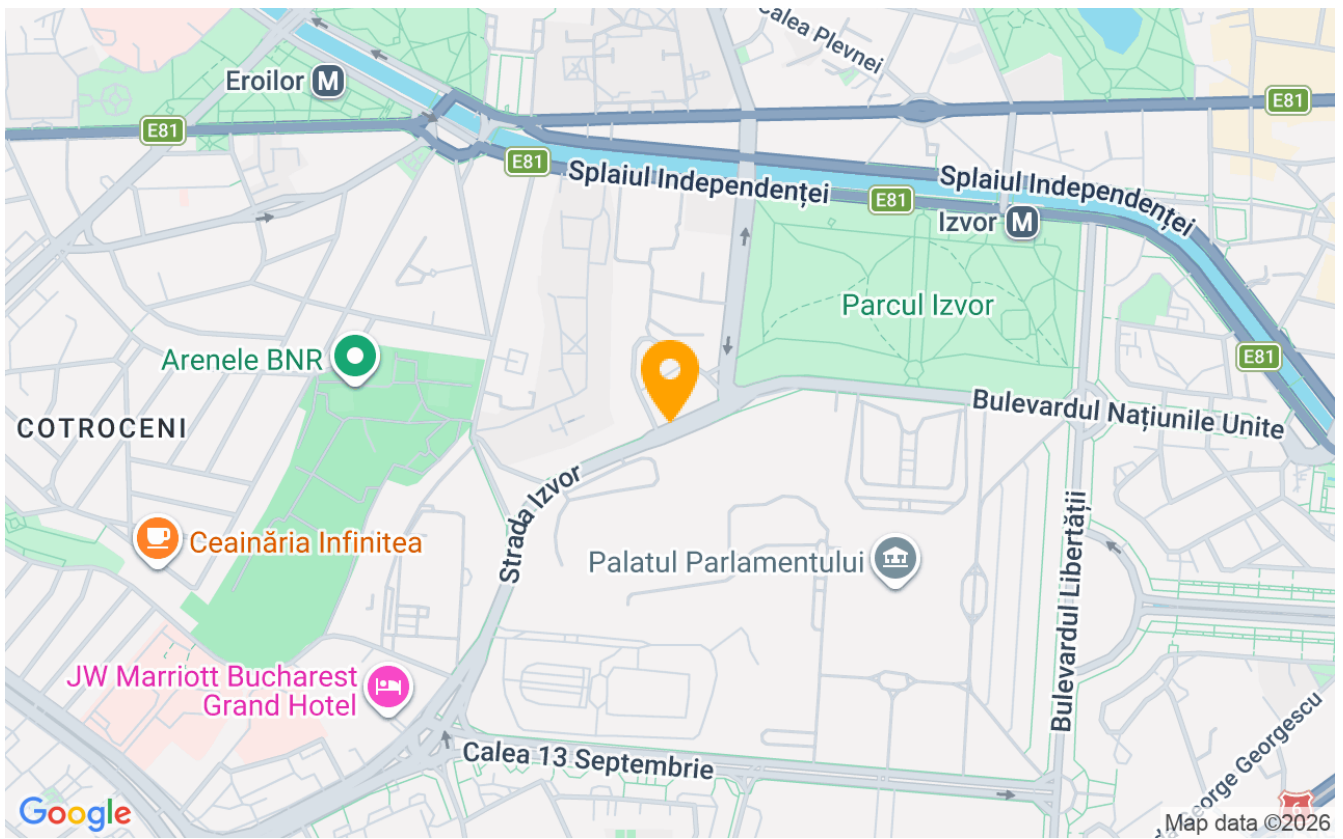 Calea Plevnei
Eroilor M
E81
E81
E81
Splaiul Independenței
Splaiul Independenței
E81
Izvor M
Parcul Izvor
E81
Arenele BNR
COTROCENI
Bulevardul Națiunile Unite
Strada Izvor
Ceainăria Infinitea
Palatul Parlamentului
Bulevardul Libertății
JW Marriott Bucharest
Grand Hotel
Calea 13 Septembrie
George Georgescu
Google
Map data ©2026